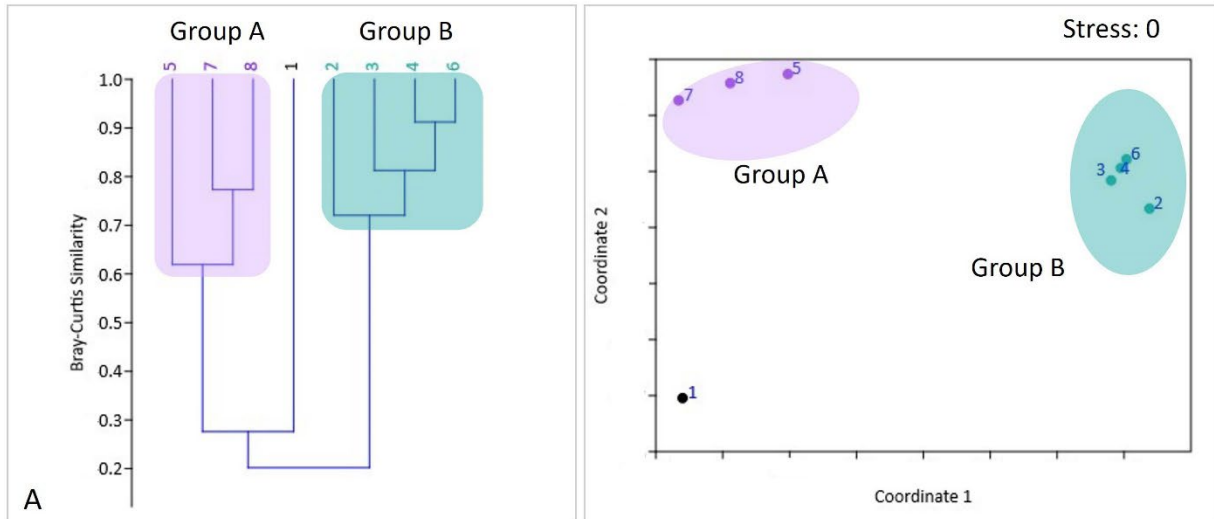 Group A
Group B
5 7 8 1 2 3 4 6
1.0
0.9
0.8
0.7
0.6
0.5
0.4
0.3
0.2
Bray-Curtis Similarity
A
Stress: 0
7
8
5
Group A
6
3
4
2
Group B
1
Coordinate 2
Coordinate 1